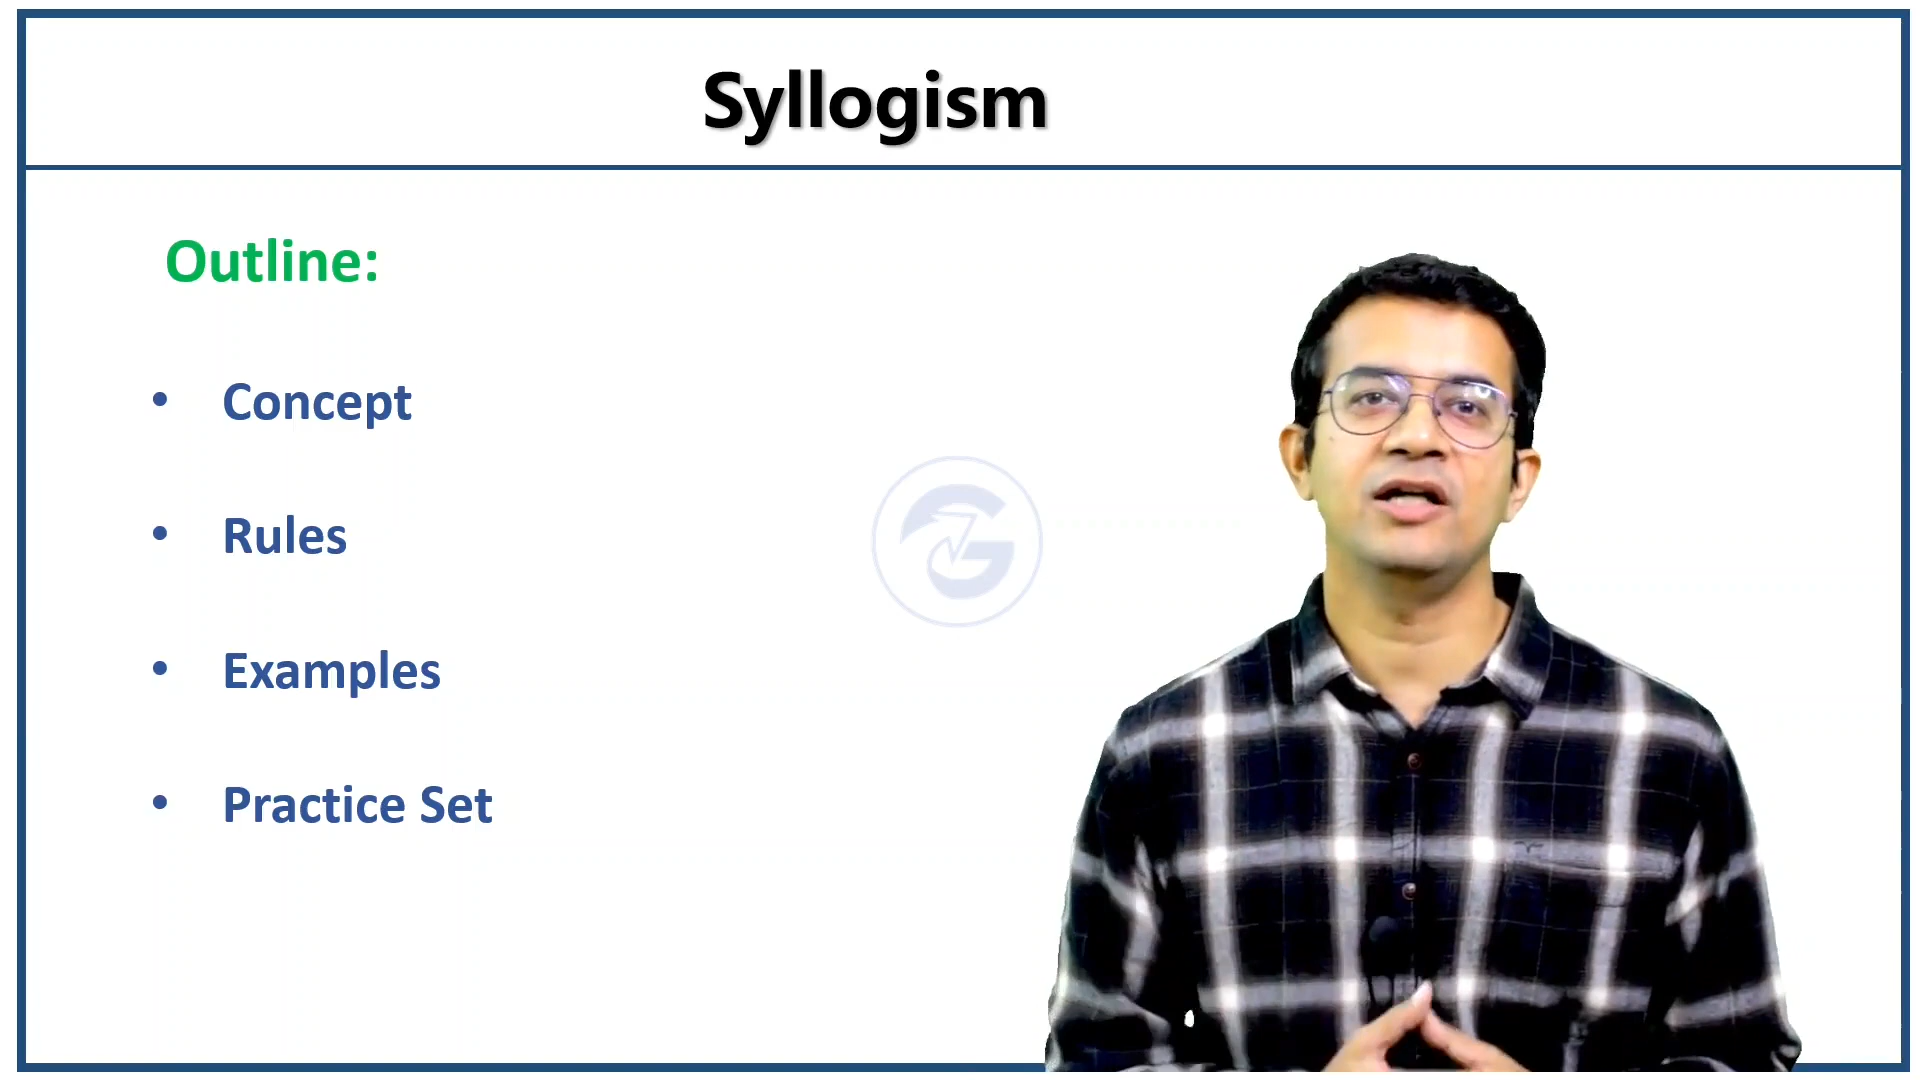 Syllogism
Outline:
• Concept
• Rules
• Examples
• Practice Set